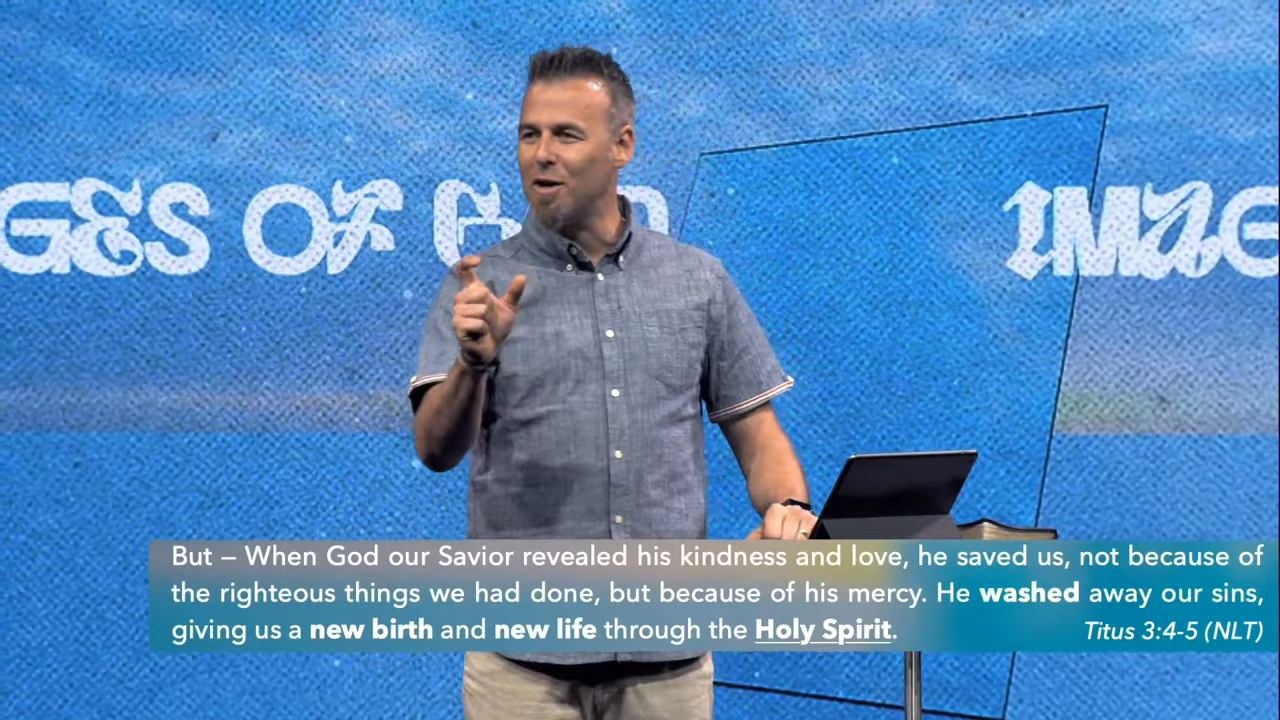 GES OF GOD IMAG
But – When God our Savior revealed his kindness and love, he saved us, not because of
the righteous things we had done, but because of his mercy. He washed away our sins,
giving us a new birth and new life through the Holy Spirit. Titus 3:4-5 (NLT)